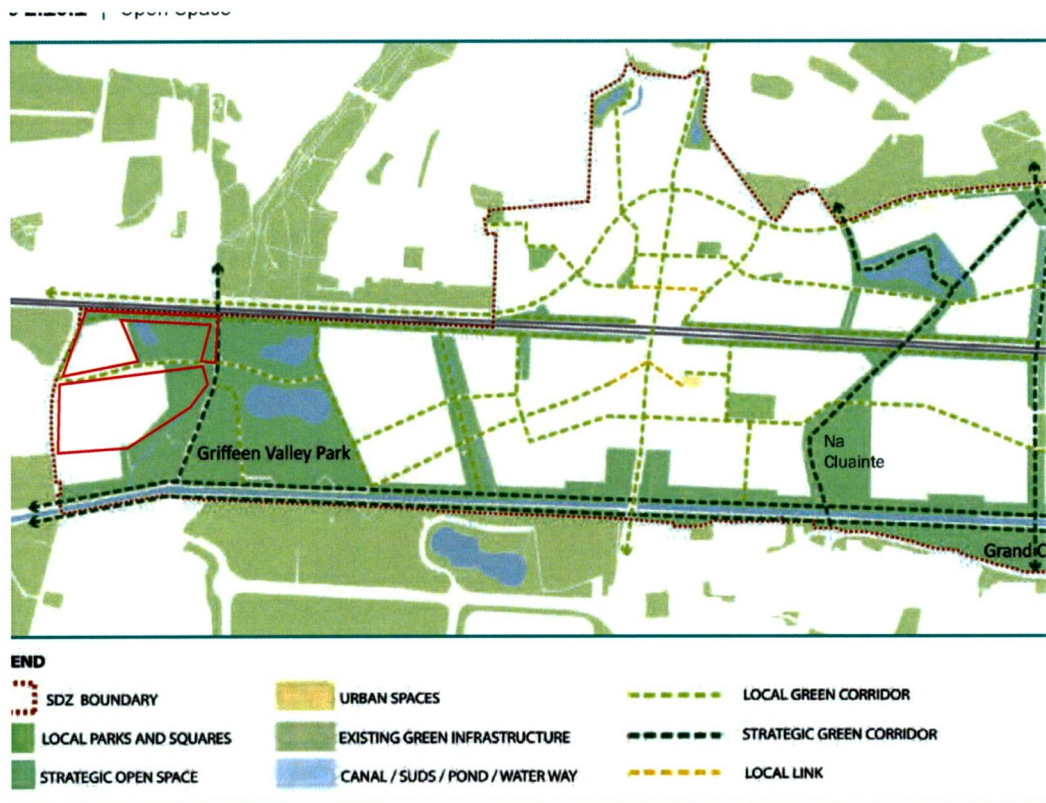 Open Space
Griffeen Valley Park
Na
Cluainte
Grand C
END
SDZ BOUNDARY
URBAN SPACES
LOCAL GREEN CORRIDOR
LOCAL PARKS AND SQUARES
EXISTING GREEN INFRASTRUCTURE
STRATEGIC GREEN CORRIDOR
STRATEGIC OPEN SPACE
CANAL / SUDS / POND / WATER WAY
LOCAL LINK